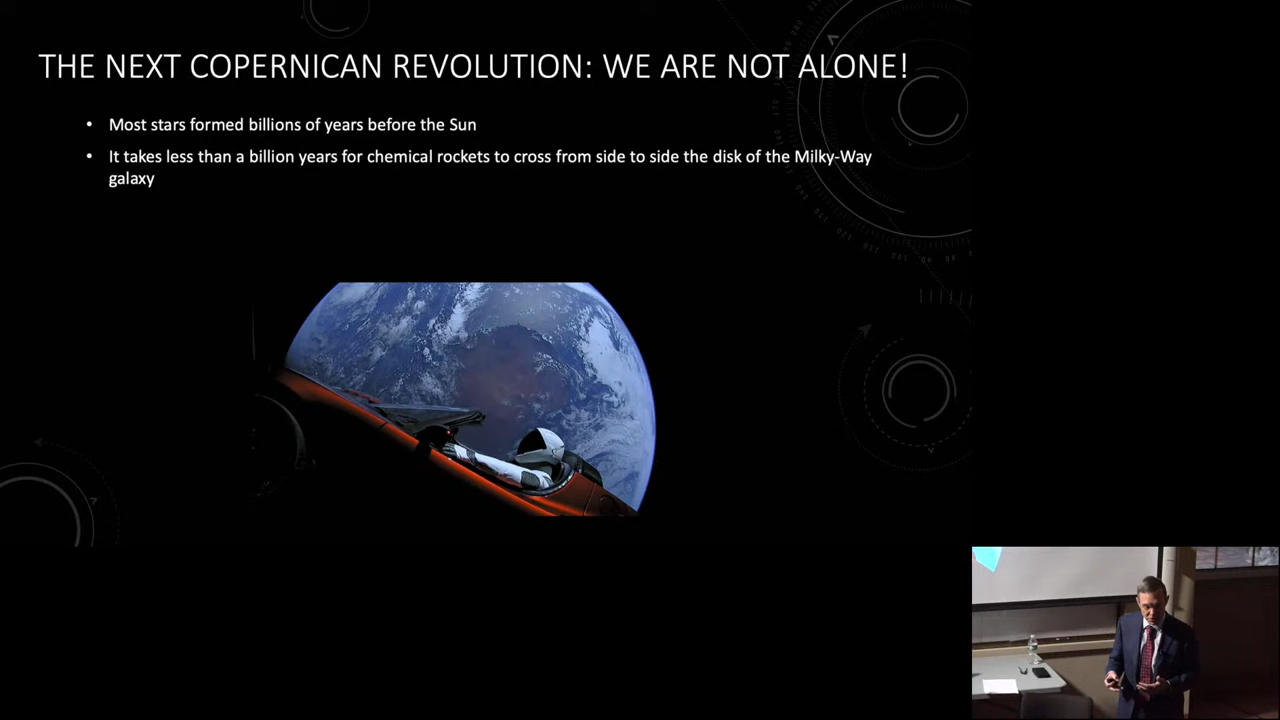 THE NEXT COPERNICAN REVOLUTION: WE ARE NOT ALONE!
• Most stars formed billions of years before the Sun
• It takes less than a billion years for chemical rockets to cross from side to side the disk of the Milky-Way
galaxy